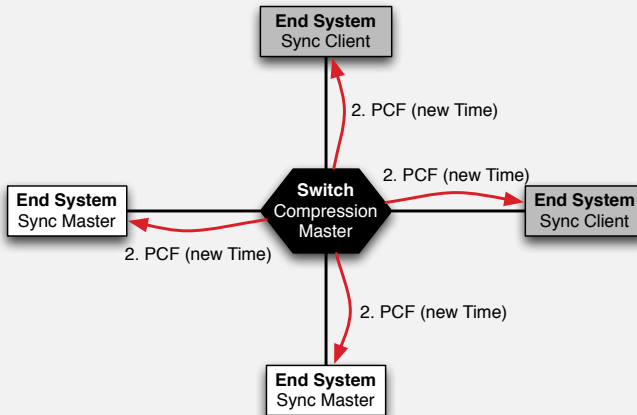 End System
Sync Client
2. PCF (new Time)
2. PCF (new Time)
Switch
Compression
Master
End System
Sync Master
End System
Sync Client
2. PCF (new Time)
2. PCF (new Time)
End System
Sync Master